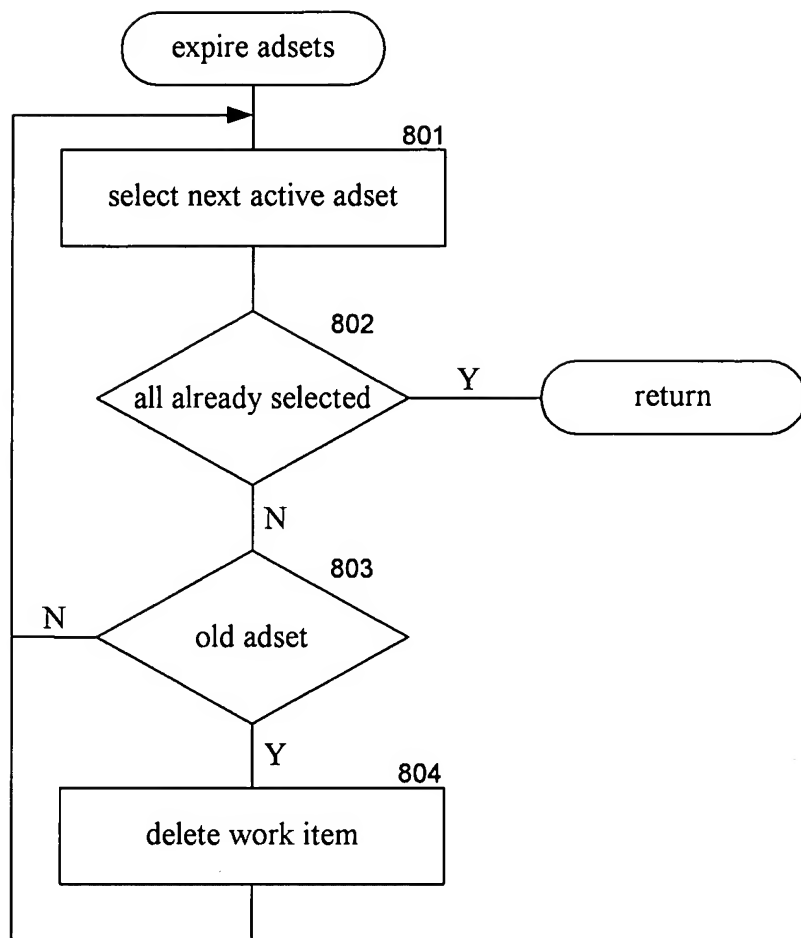 expire adsets
801
select next active adset
802
all already selected
Y
return
N
803
N
old adset
Y
804
delete work item